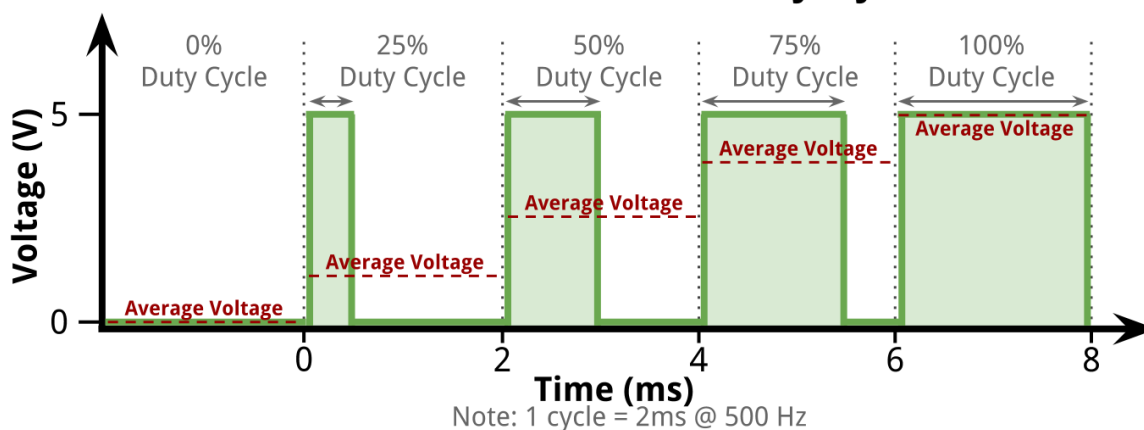 0%
Duty Cycle
25%
Duty Cycle
50%
Duty Cycle
75%
Duty Cycle
100%
Duty Cycle
Voltage (V)
5
0
Average Voltage
Average Voltage
Average Voltage
Average Voltage
Average Voltage
0
2
4
6
8
Time (ms)
Note: 1 cycle = 2ms @ 500 Hz